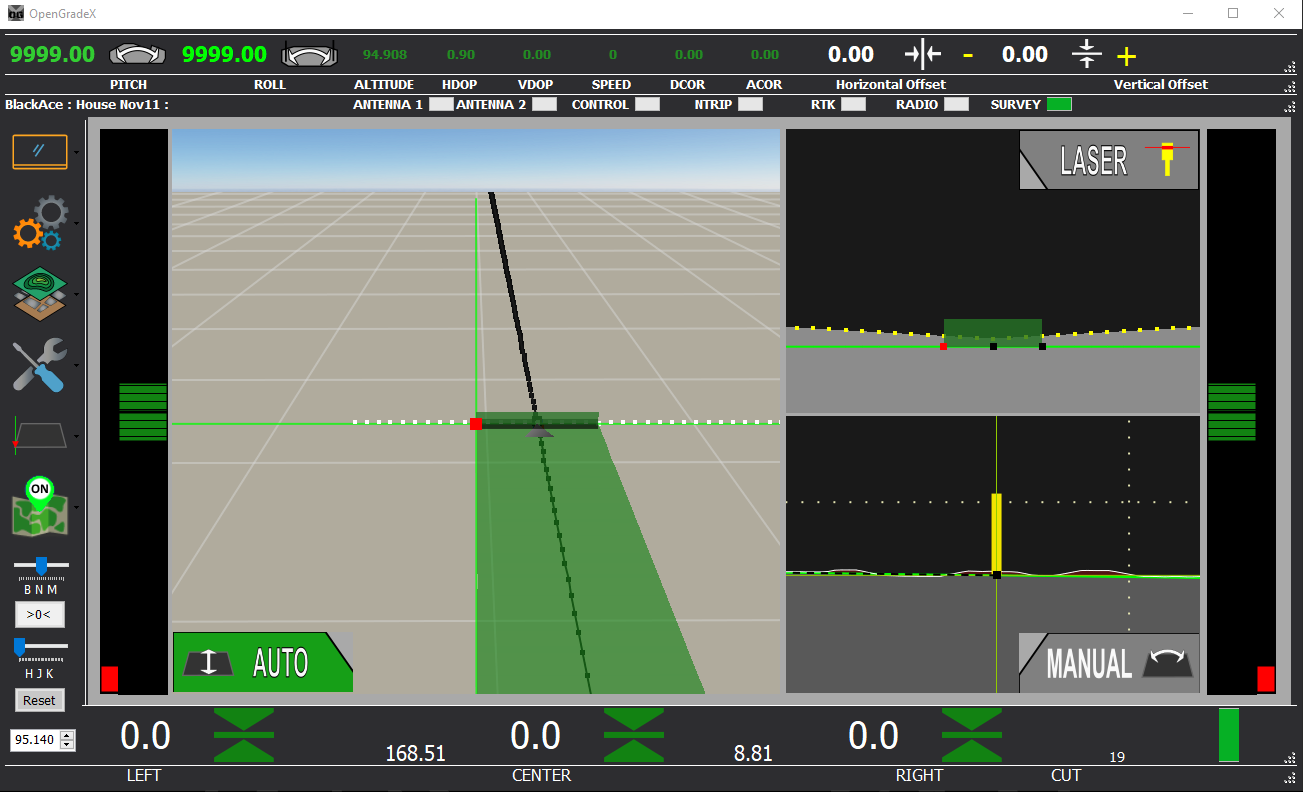 OpenGradeX
9999.00 9999.00 94.908 0.90 0.00 0 0.00 0.00 0.00 - 0.00 +
PITCH ROLL ALTITUDE HDOP VDOP SPEED DCOR ACOR Horizontal Offset Vertical Offset
BlackAce : House Nov11 : ANTENNA 1 ANTENNA 2 CONTROL NTRIP RTK RADIO SURVEY
LASER
ON
B N M
>0<
H J K
AUTO
MANUAL
Reset
95.140 0.0 168.51 0.0 8.81 0.0 19
LEFT CENTER RIGHT CUT